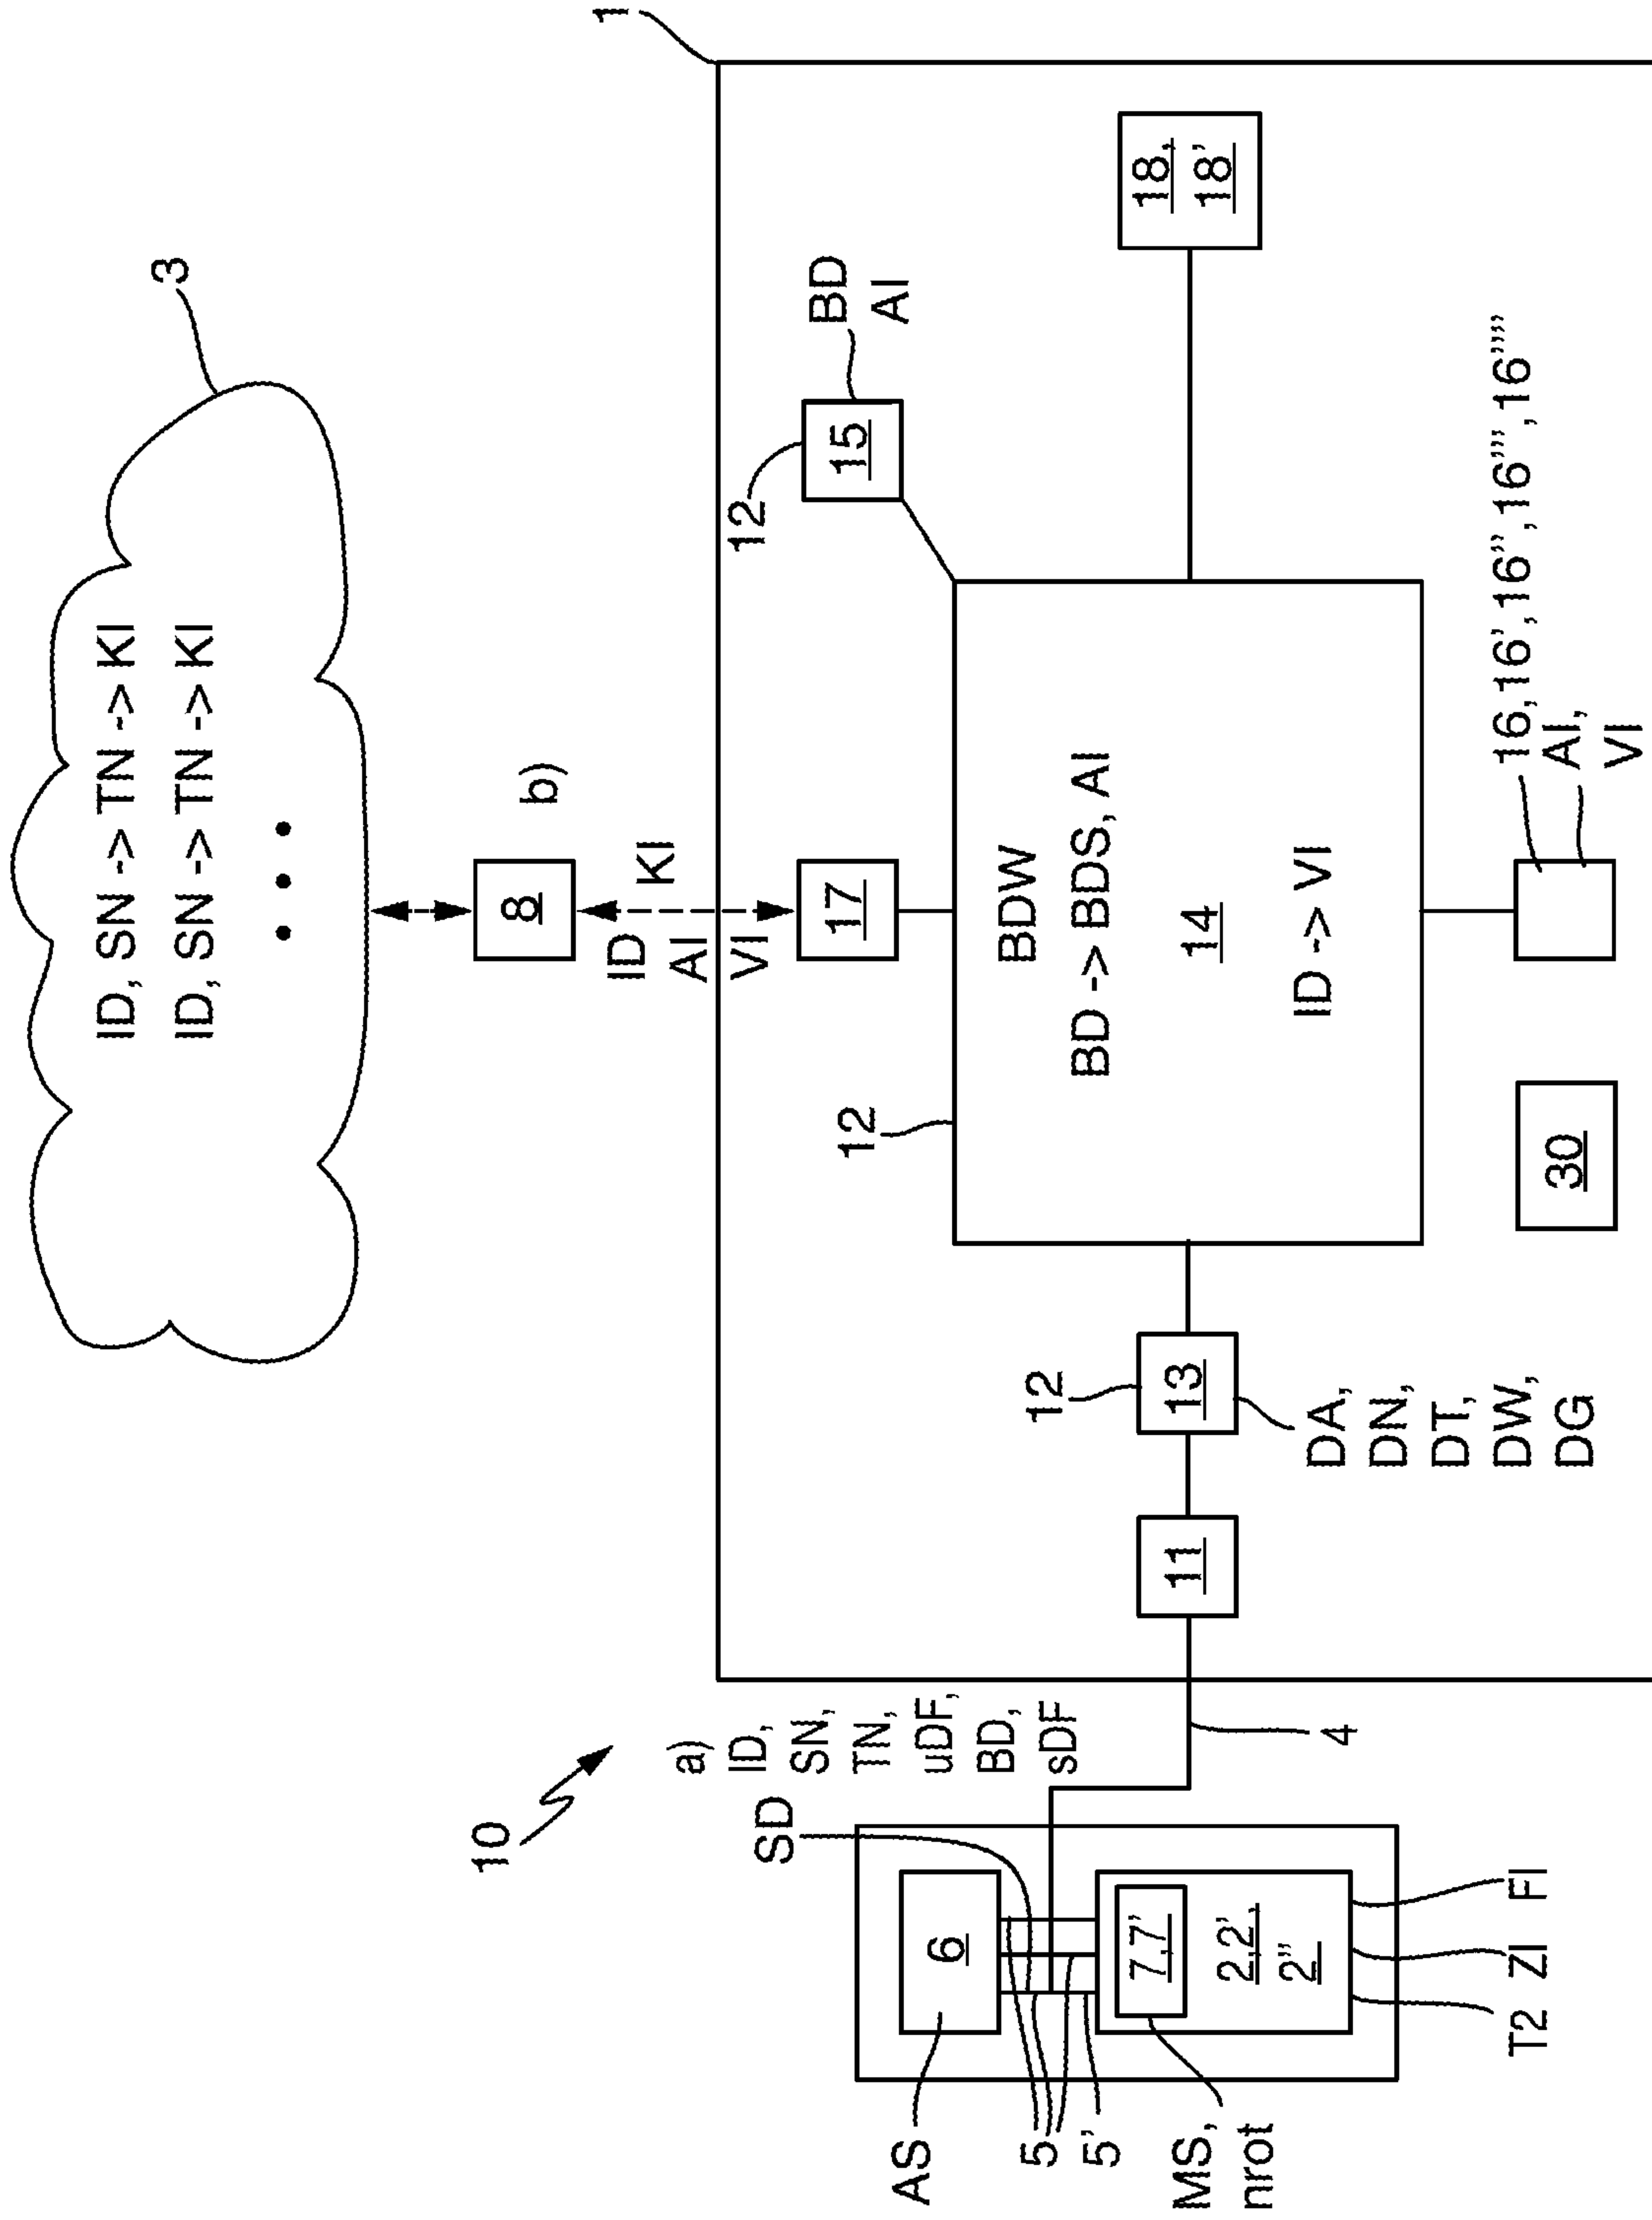 3
ID, SN -> TN -> KI
ID, SN -> TN -> KI
• • •
8
b)
ID
AI
VI
KI
1
10
a)
ID,
SN,
TN,
uDF,
BD,
sDF
SD
AS
6
5
5'
7,7'
2,2',
2''
MS,
nrot
T2
ZI
FI
4
11
12
13
DA,
DN,
DT,
DW,
DG
12
17
BDW
BD -> BDS, AI
14
ID -> VI
12
15
BD
AI
18,
18'
30
16,16',16'',16''',16''''
AI,
VI